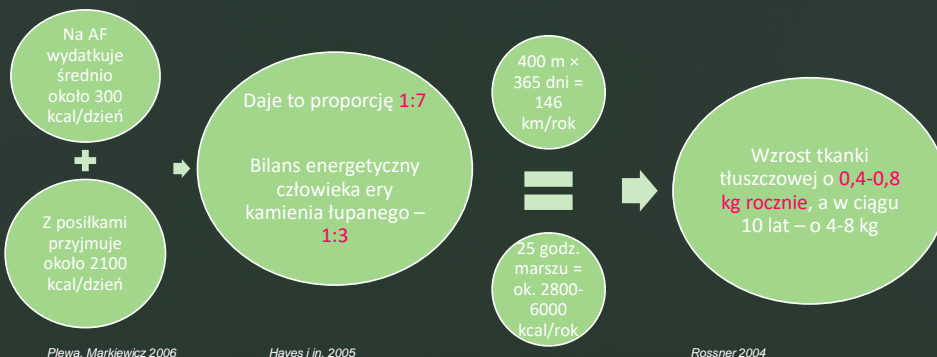 Na AF
wydatkuje
średnio
około 300
kcal/dzień
+
Z posiłkami
przyjmuje
około 2100
kcal/dzień
Daje to proporcję 1:7
Bilans energetyczny
człowieka ery
kamienia łupanego –
1:3
400 m ×
365 dni =
146
km/rok
=
25 godz.
marszu =
ok. 2800-
6000
kcal/rok
Wzrost tkanki
tłuszczowej o 0,4-0,8
kg rocznie, a w ciągu
10 lat – o 4-8 kg
Plewa, Markiewicz 2006
Hayes i in. 2005
Rossner 2004